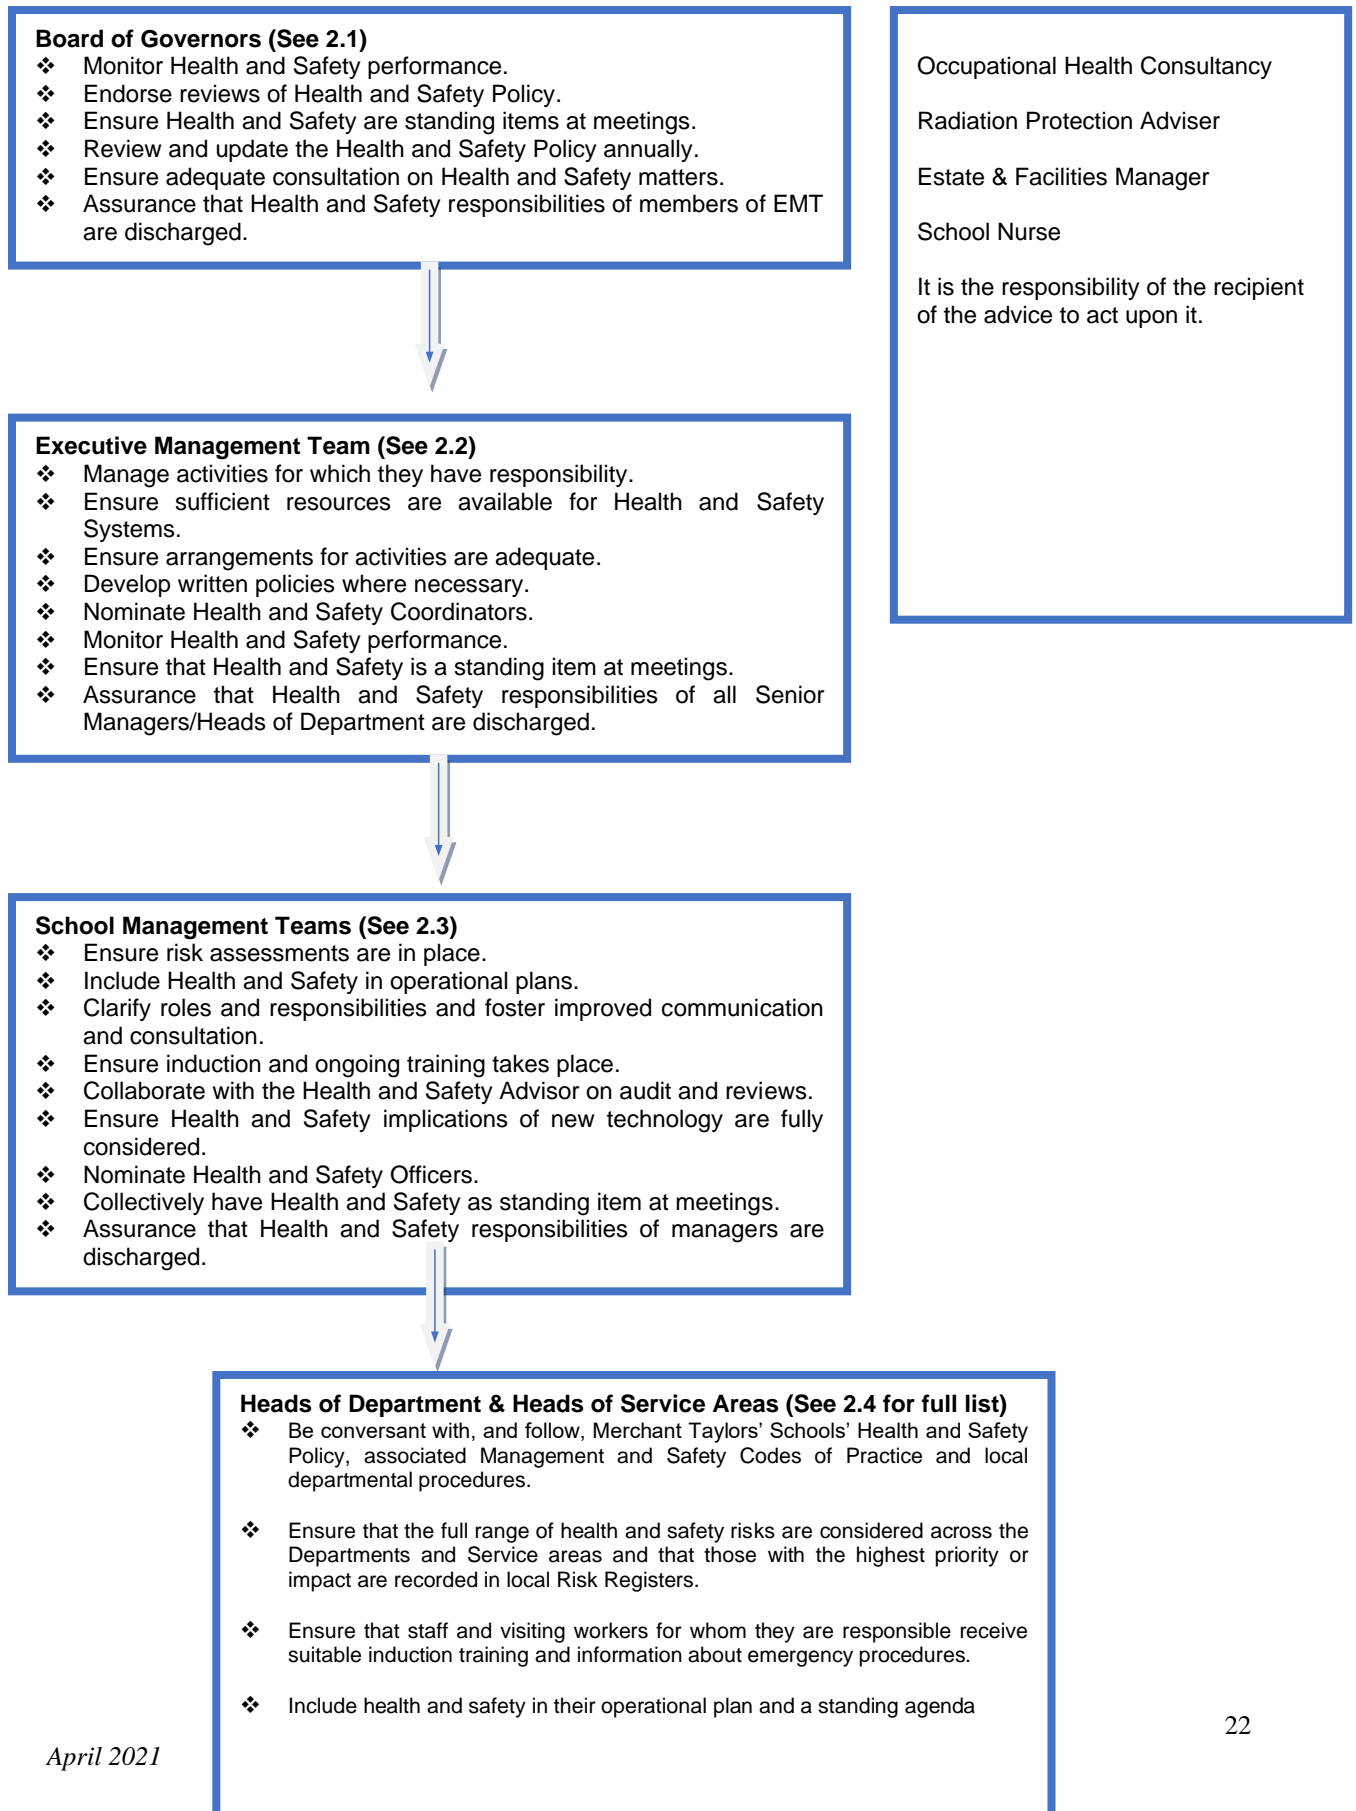 Board of Governors (See 2.1)
❖ Monitor Health and Safety performance.
❖ Endorse reviews of Health and Safety Policy.
❖ Ensure Health and Safety are standing items at meetings.
❖ Review and update the Health and Safety Policy annually.
❖ Ensure adequate consultation on Health and Safety matters.
❖ Assurance that Health and Safety responsibilities of members of EMT
are discharged.
Occupational Health Consultancy
Radiation Protection Adviser
Estate & Facilities Manager
School Nurse
It is the responsibility of the recipient
of the advice to act upon it.
Executive Management Team (See 2.2)
❖ Manage activities for which they have responsibility.
❖ Ensure sufficient resources are available for Health and Safety
Systems.
❖ Ensure arrangements for activities are adequate.
❖ Develop written policies where necessary.
❖ Nominate Health and Safety Coordinators.
❖ Monitor Health and Safety performance.
❖ Ensure that Health and Safety is a standing item at meetings.
❖ Assurance that Health and Safety responsibilities of all Senior
Managers/Heads of Department are discharged.
School Management Teams (See 2.3)
❖ Ensure risk assessments are in place.
❖ Include Health and Safety in operational plans.
❖ Clarify roles and responsibilities and foster improved communication
and consultation.
❖ Ensure induction and ongoing training takes place.
❖ Collaborate with the Health and Safety Advisor on audit and reviews.
❖ Ensure Health and Safety implications of new technology are fully
considered.
❖ Nominate Health and Safety Officers.
❖ Collectively have Health and Safety as standing item at meetings.
❖ Assurance that Health and Safety responsibilities of managers are
discharged.
Heads of Department & Heads of Service Areas (See 2.4 for full list)
❖ Be conversant with, and follow, Merchant Taylors’ Schools’ Health and Safety
Policy, associated Management and Safety Codes of Practice and local
departmental procedures.
❖ Ensure that the full range of health and safety risks are considered across the
Departments and Service areas and that those with the highest priority or
impact are recorded in local Risk Registers.
❖ Ensure that staff and visiting workers for whom they are responsible receive
suitable induction training and information about emergency procedures.
❖ Include health and safety in their operational plan and a standing agenda
22
April 2021